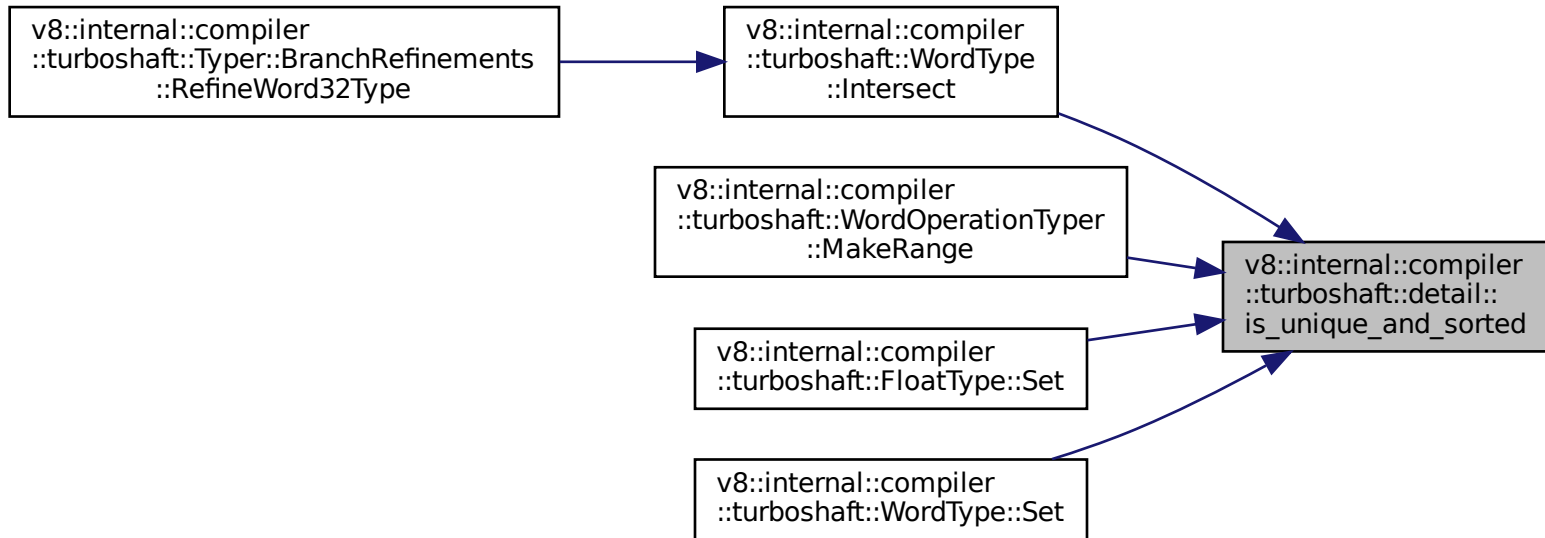 v8::internal::compiler
::turboshaft::Typer::BranchRefinements
::RefineWord32Type
v8::internal::compiler
::turboshaft::WordType
::Intersect
v8::internal::compiler
::turboshaft::WordOperationTyper
::MakeRange
v8::internal::compiler
::turboshaft::FloatType::Set
v8::internal::compiler
::turboshaft::WordType::Set
v8::internal::compiler
::turboshaft::detail::
is_unique_and_sorted